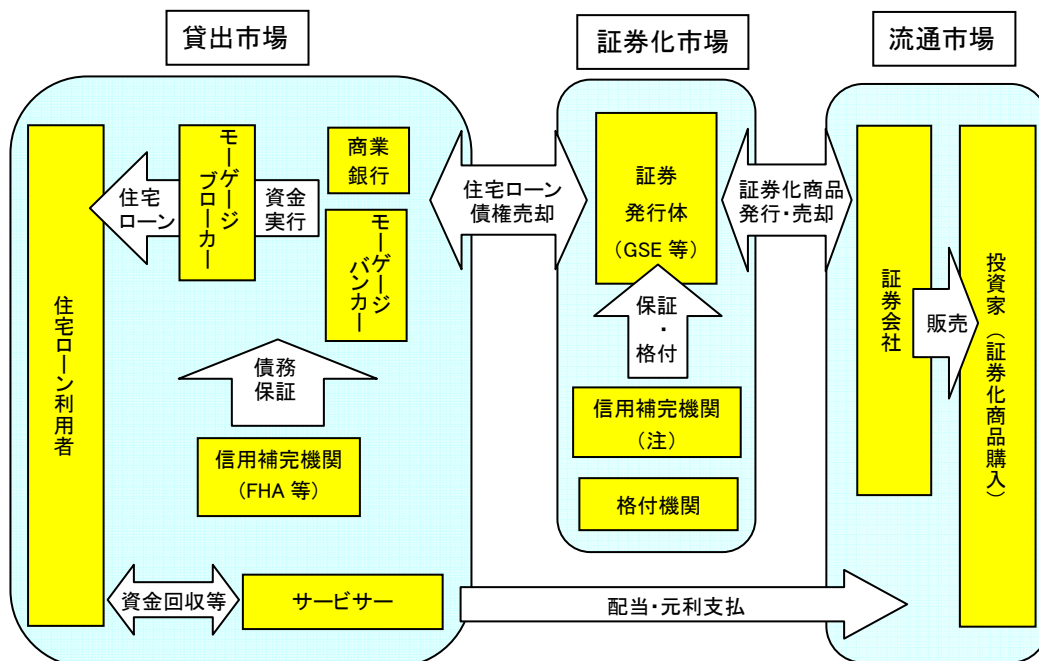 貸出市場
証券化市場
流通市場
住宅ローン利用者
住宅
ローン
モーゲージ
ブローカー
資金
実行
商業
銀行
モーゲージ
バンカー
債務
保証
信用補完機関
（FHA 等）
資金回収等
サービサー
住宅ローン
債権売却
証券
発行体
（GSE 等）
保証
・
格付
信用補完機関
（注）
格付機関
証券化商品
発行・売却
証券会社
販売
投資家（証券化商品購入）
配当・元利支払